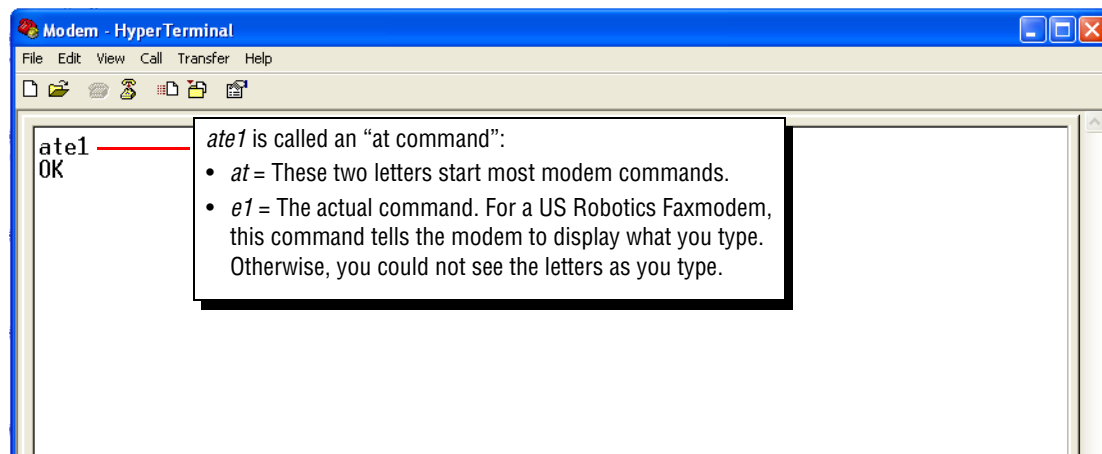 Modem - HyperTerminal
File Edit View Call Transfer Help
ate1
OK
ate1 is called an “at command”:
• at = These two letters start most modem commands.
• e1 = The actual command. For a US Robotics Faxmodem,
this command tells the modem to display what you type.
Otherwise, you could not see the letters as you type.